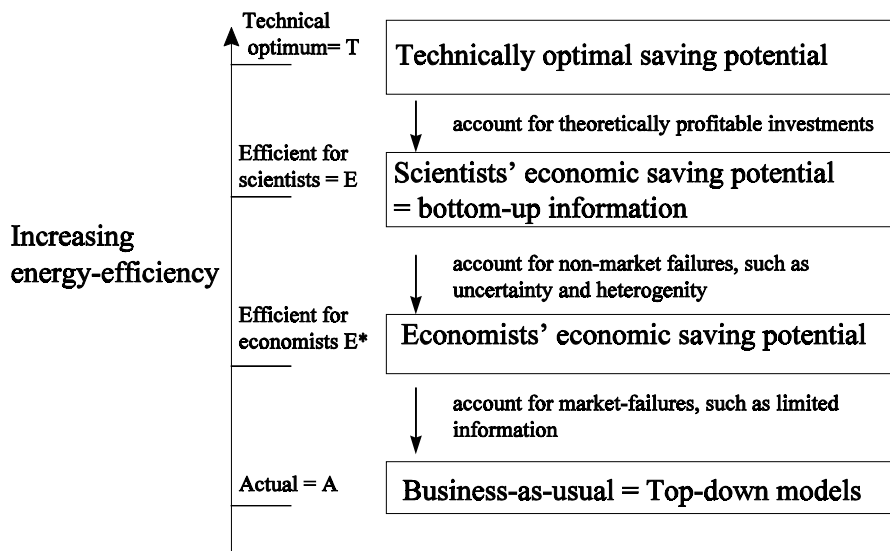 Technical
optimum= T
Technically optimal saving potential
account for theoretically profitable investments
Efficient for
scientists = E
Scientists' economic saving potential
= bottom-up information
Increasing
energy-efficiency
account for non-market failures, such as
uncertainty and heterogenity
Efficient for
economists E*
Economists' economic saving potential
account for market-failures, such as limited
information
Actual = A
Business-as-usual = Top-down models